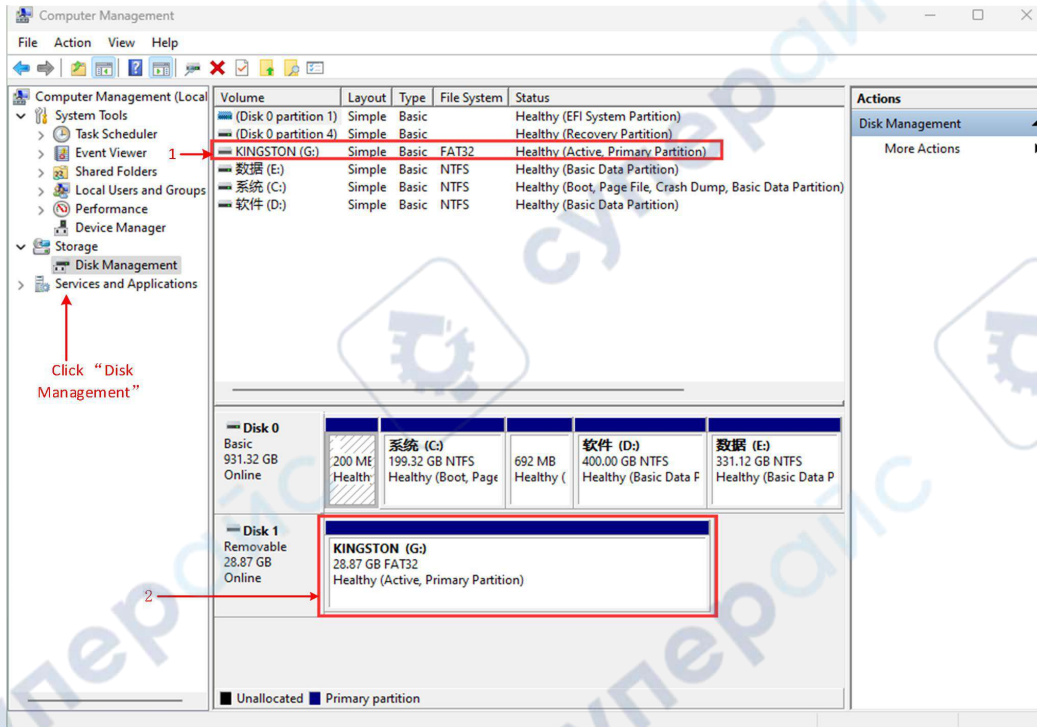 Computer Management
File Action View Help
Computer Management (Local
System Tools
Task Scheduler
Event Viewer
Shared Folders
Local Users and Groups
Performance
Device Manager
Storage
Disk Management
Services and Applications
Click “Disk
Management”
1
Volume Layout Type File System Status
(Disk 0 partition 1) Simple Basic Healthy (EFI System Partition)
(Disk 0 partition 4) Simple Basic Healthy (Recovery Partition)
KINGSTON (G:) Simple Basic FAT32 Healthy (Active, Primary Partition)
数据 (E:) Simple Basic NTFS Healthy (Basic Data Partition)
系统 (C:) Simple Basic NTFS Healthy (Boot, Page File, Crash Dump, Basic Data Partition)
软件 (D:) Simple Basic NTFS Healthy (Basic Data Partition)
Actions
Disk Management
More Actions
Disk 0
Basic
931.32 GB
Online
200 ME
Health
系统 (C:)
199.32 GB NTFS
Healthy (Boot, Page
692 MB
Healthy (
软件 (D:)
400.00 GB NTFS
Healthy (Basic Data P
数据 (E:)
331.12 GB NTFS
Healthy (Basic Data P
Disk 1
Removable
28.87 GB
Online
2
KINGSTON (G:)
28.87 GB FAT32
Healthy (Active, Primary Partition)
Unallocated Primary partition
суперайс
суперайс
суперайс